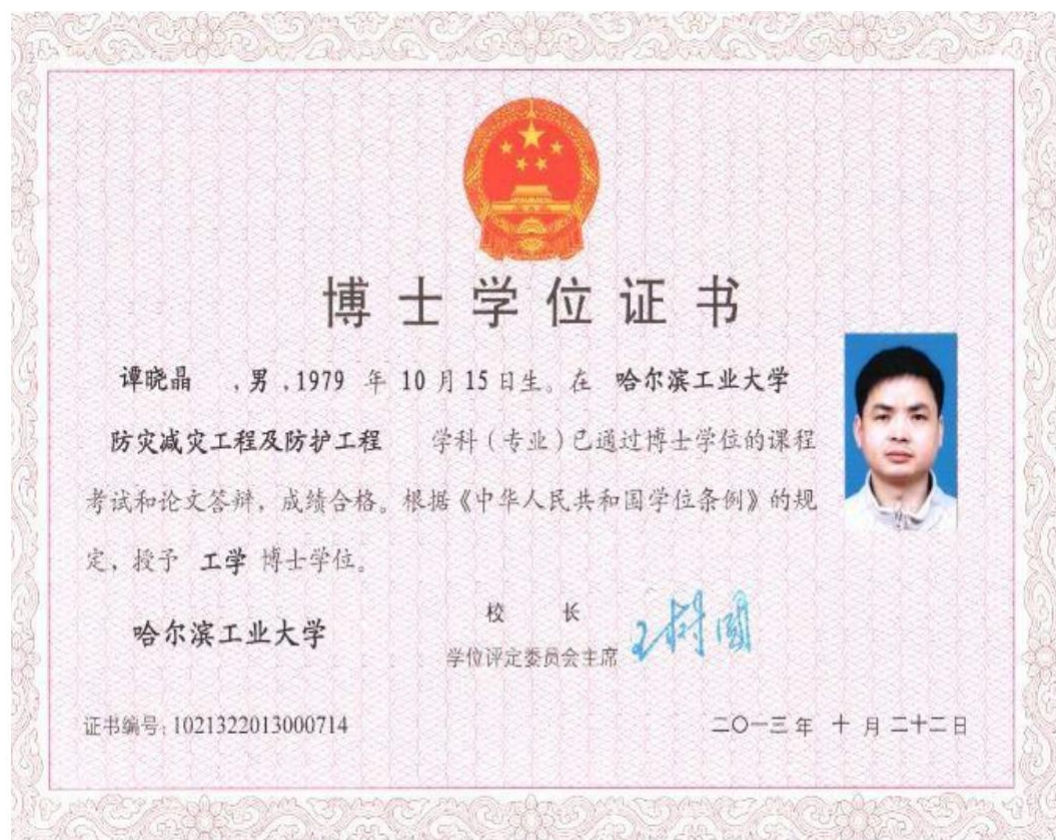 博士学位证书
谭晓晶 ,男 ,1979 年 10 月 15 日生。在 哈尔滨工业大学
防灾减灾工程及防护工程 学科(专业)已通过博士学位的课程
考试和论文答辩,成绩合格。根据《中华人民共和国学位条例》的规
定,授予 工学 博士学位。
哈尔滨工业大学
校 长
学位评定委员会主席
王树国
证书编号:1021322013000714
二〇一三 年 十 月 二十二日